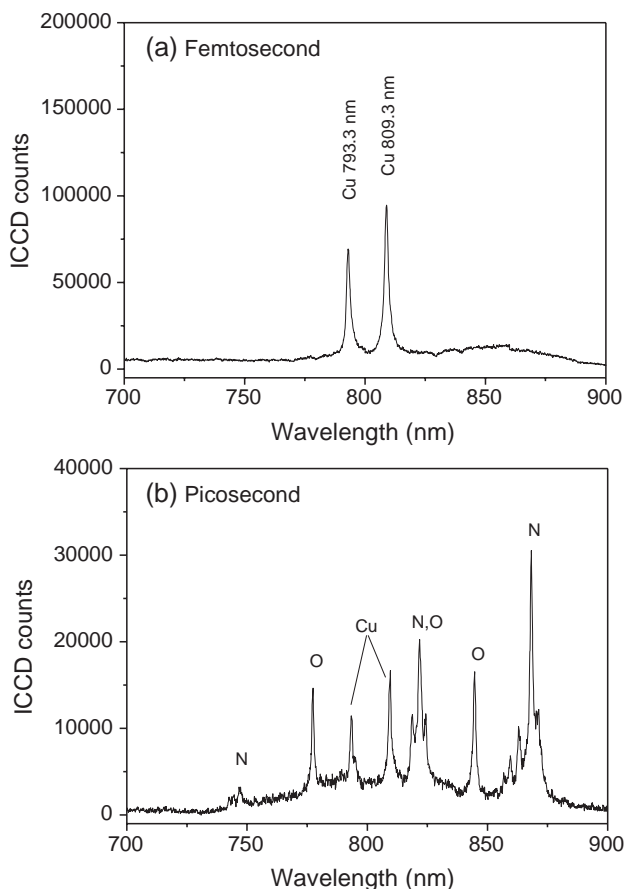 (a) Femtosecond
200000
150000
100000
50000
0
ICCD counts
Cu 793.3 nm
Cu 809.3 nm
700 750 800 850 900
Wavelength (nm)
(b) Picosecond
40000
30000
20000
10000
0
ICCD counts
N
O
Cu
N,O
O
N
700 750 800 850 900
Wavelength (nm)